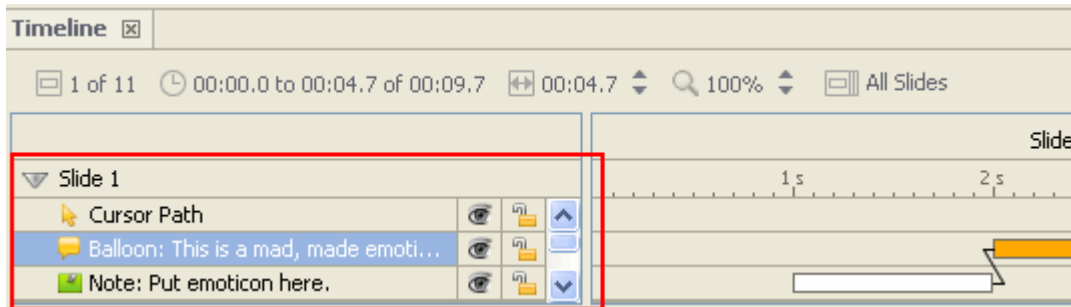 Timeline
1 of 11 00:00.0 to 00:04.7 of 00:09.7 00:04.7 100% All Slides
Slide
Slide 1 1 s 2 s
Cursor Path
Balloon: This is a mad, made emoti...
Note: Put emoticon here.